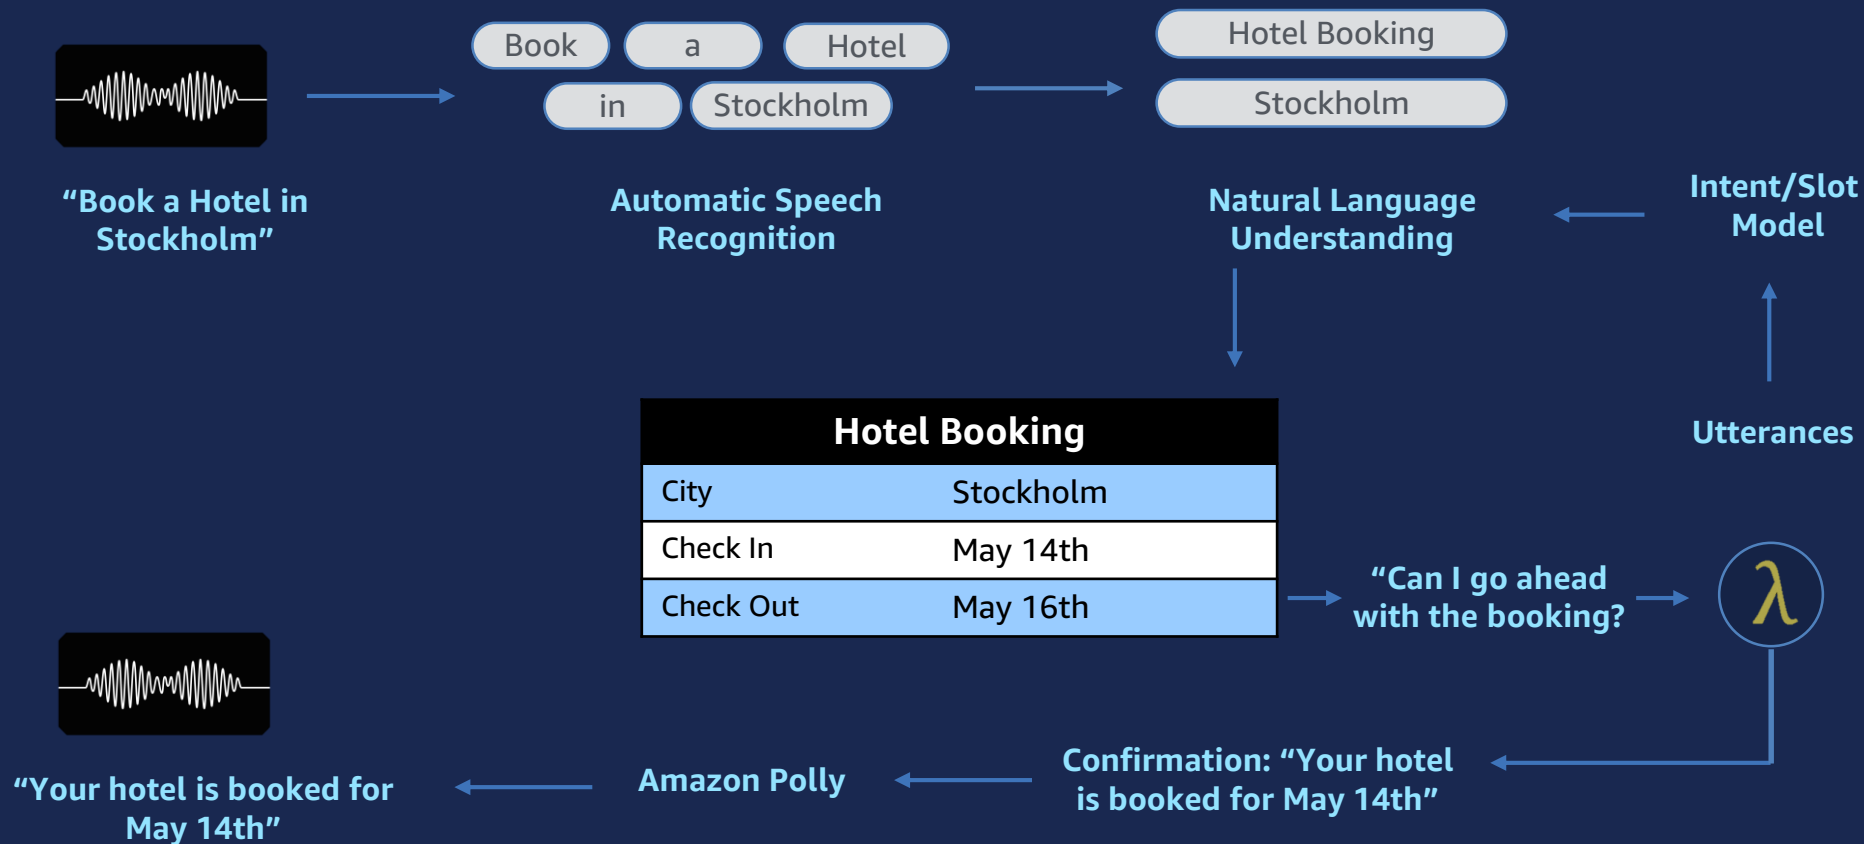 Book a Hotel
in Stockholm
Hotel Booking
Stockholm
“Book a Hotel in
Stockholm”
Automatic Speech
Recognition
Natural Language
Understanding
Intent/Slot
Model
Utterances
Hotel Booking
City Stockholm
Check In May 14th
Check Out May 16th
“Can I go ahead
with the booking?
λ
Confirmation: “Your hotel
is booked for May 14th”
Amazon Polly
“Your hotel is booked for
May 14th”